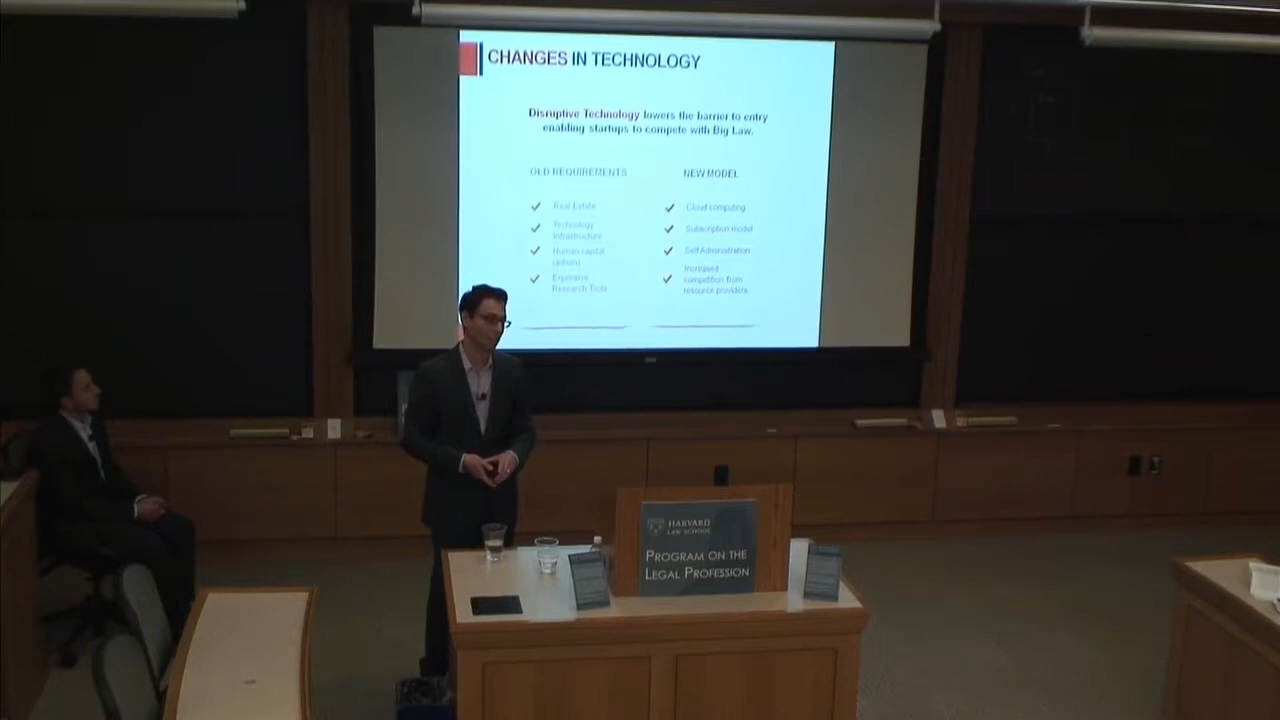 CHANGES IN TECHNOLOGY
Disruptive Technology lowers the barrier to entry
enabling startups to compete with Big Law.
OLD REQUIREMENTS
Real Estate
Technology
Infrastructure
Human capital
(admin)
Expensive
Research Tools
NEW MODEL
Cloud computing
Subscription model
Self Administration
Increased
competition from
resource providers
HARVARD
LAW SCHOOL
PROGRAM ON THE
LEGAL PROFESSION